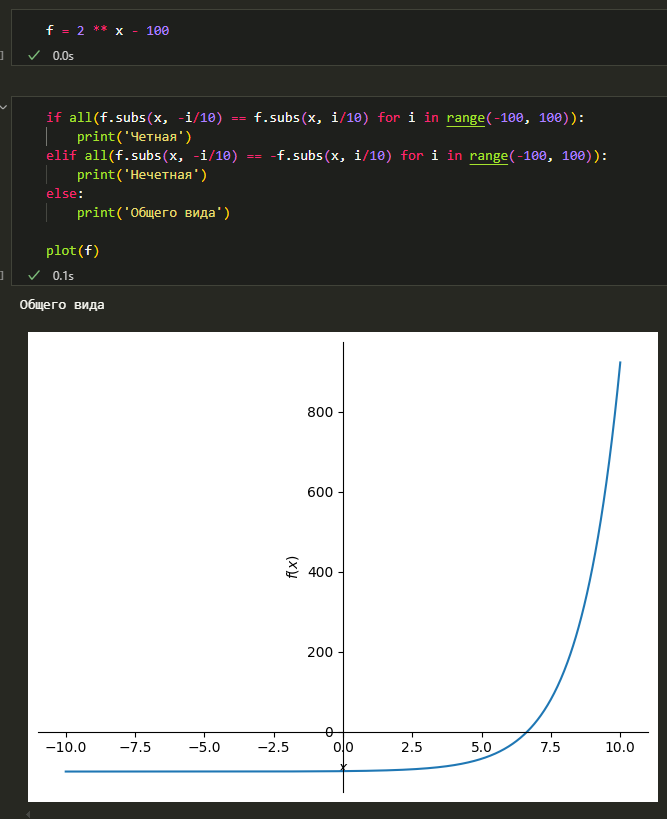 f = 2 ** x - 100
]
0.0s
if all(f.subs(x, -i/10) == f.subs(x, i/10) for i in range(-100, 100)):
print('Четная')
elif all(f.subs(x, -i/10) == -f.subs(x, i/10) for i in range(-100, 100)):
print('Нечетная')
else:
print('Общего вида')
plot(f)
]
0.1s
Общего вида
800
600
f(x)
400
200
0
−10.0 −7.5 −5.0 −2.5 0.0 2.5 5.0 7.5 10.0
x